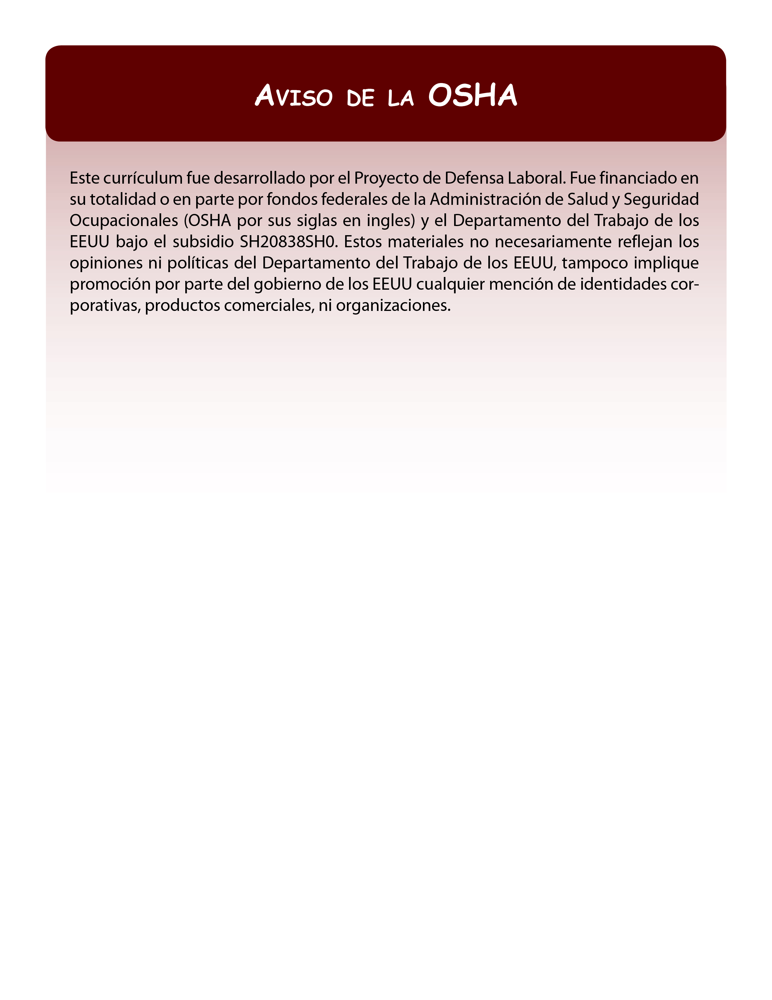 Aviso de la OSHA
Este currículum fue desarrollado por el Proyecto de Defensa Laboral. Fue financiado en
su totalidad o en parte por fondos federales de la Administración de Salud y Seguridad
Ocupacionales (OSHA por sus siglas en ingles) y el Departamento del Trabajo de los
EEUU bajo el subsidio SH20838SH0. Estos materiales no necesariamente reflejan los
opiniones ni políticas del Departamento del Trabajo de los EEUU, tampoco implique
promoción por parte del gobierno de los EEUU cualquier mención de identidades cor-
porativas, productos comerciales, ni organizaciones.